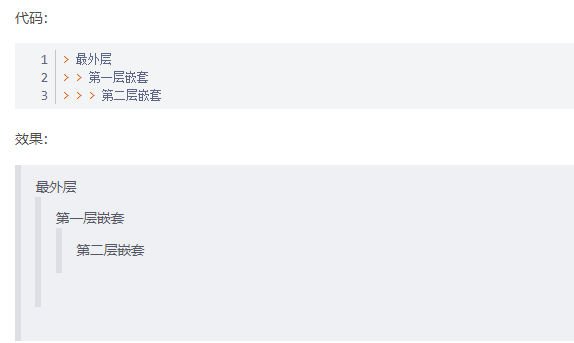 代码：
1 > 最外层
2 > > 第一层嵌套
3 > > > 第二层嵌套
效果：
最外层
第一层嵌套
第二层嵌套